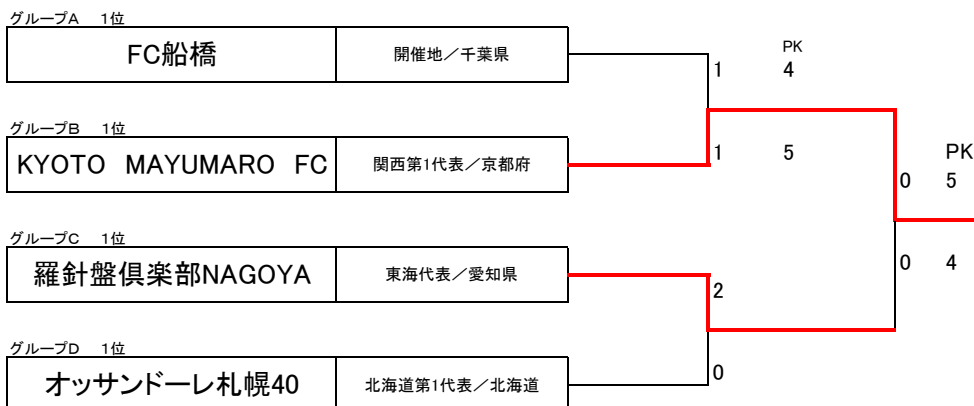 グループA 1位
FC船橋 開催地／千葉県
PK
1 4
グループB 1位
KYOTO MAYUMARO FC 関西第1代表／京都府
1 5
PK
0 5
グループC 1位
羅針盤倶楽部NAGOYA 東海代表／愛知県
0 4
2
グループD 1位
オッサンドーレ札幌40 北海道第1代表／北海道
0